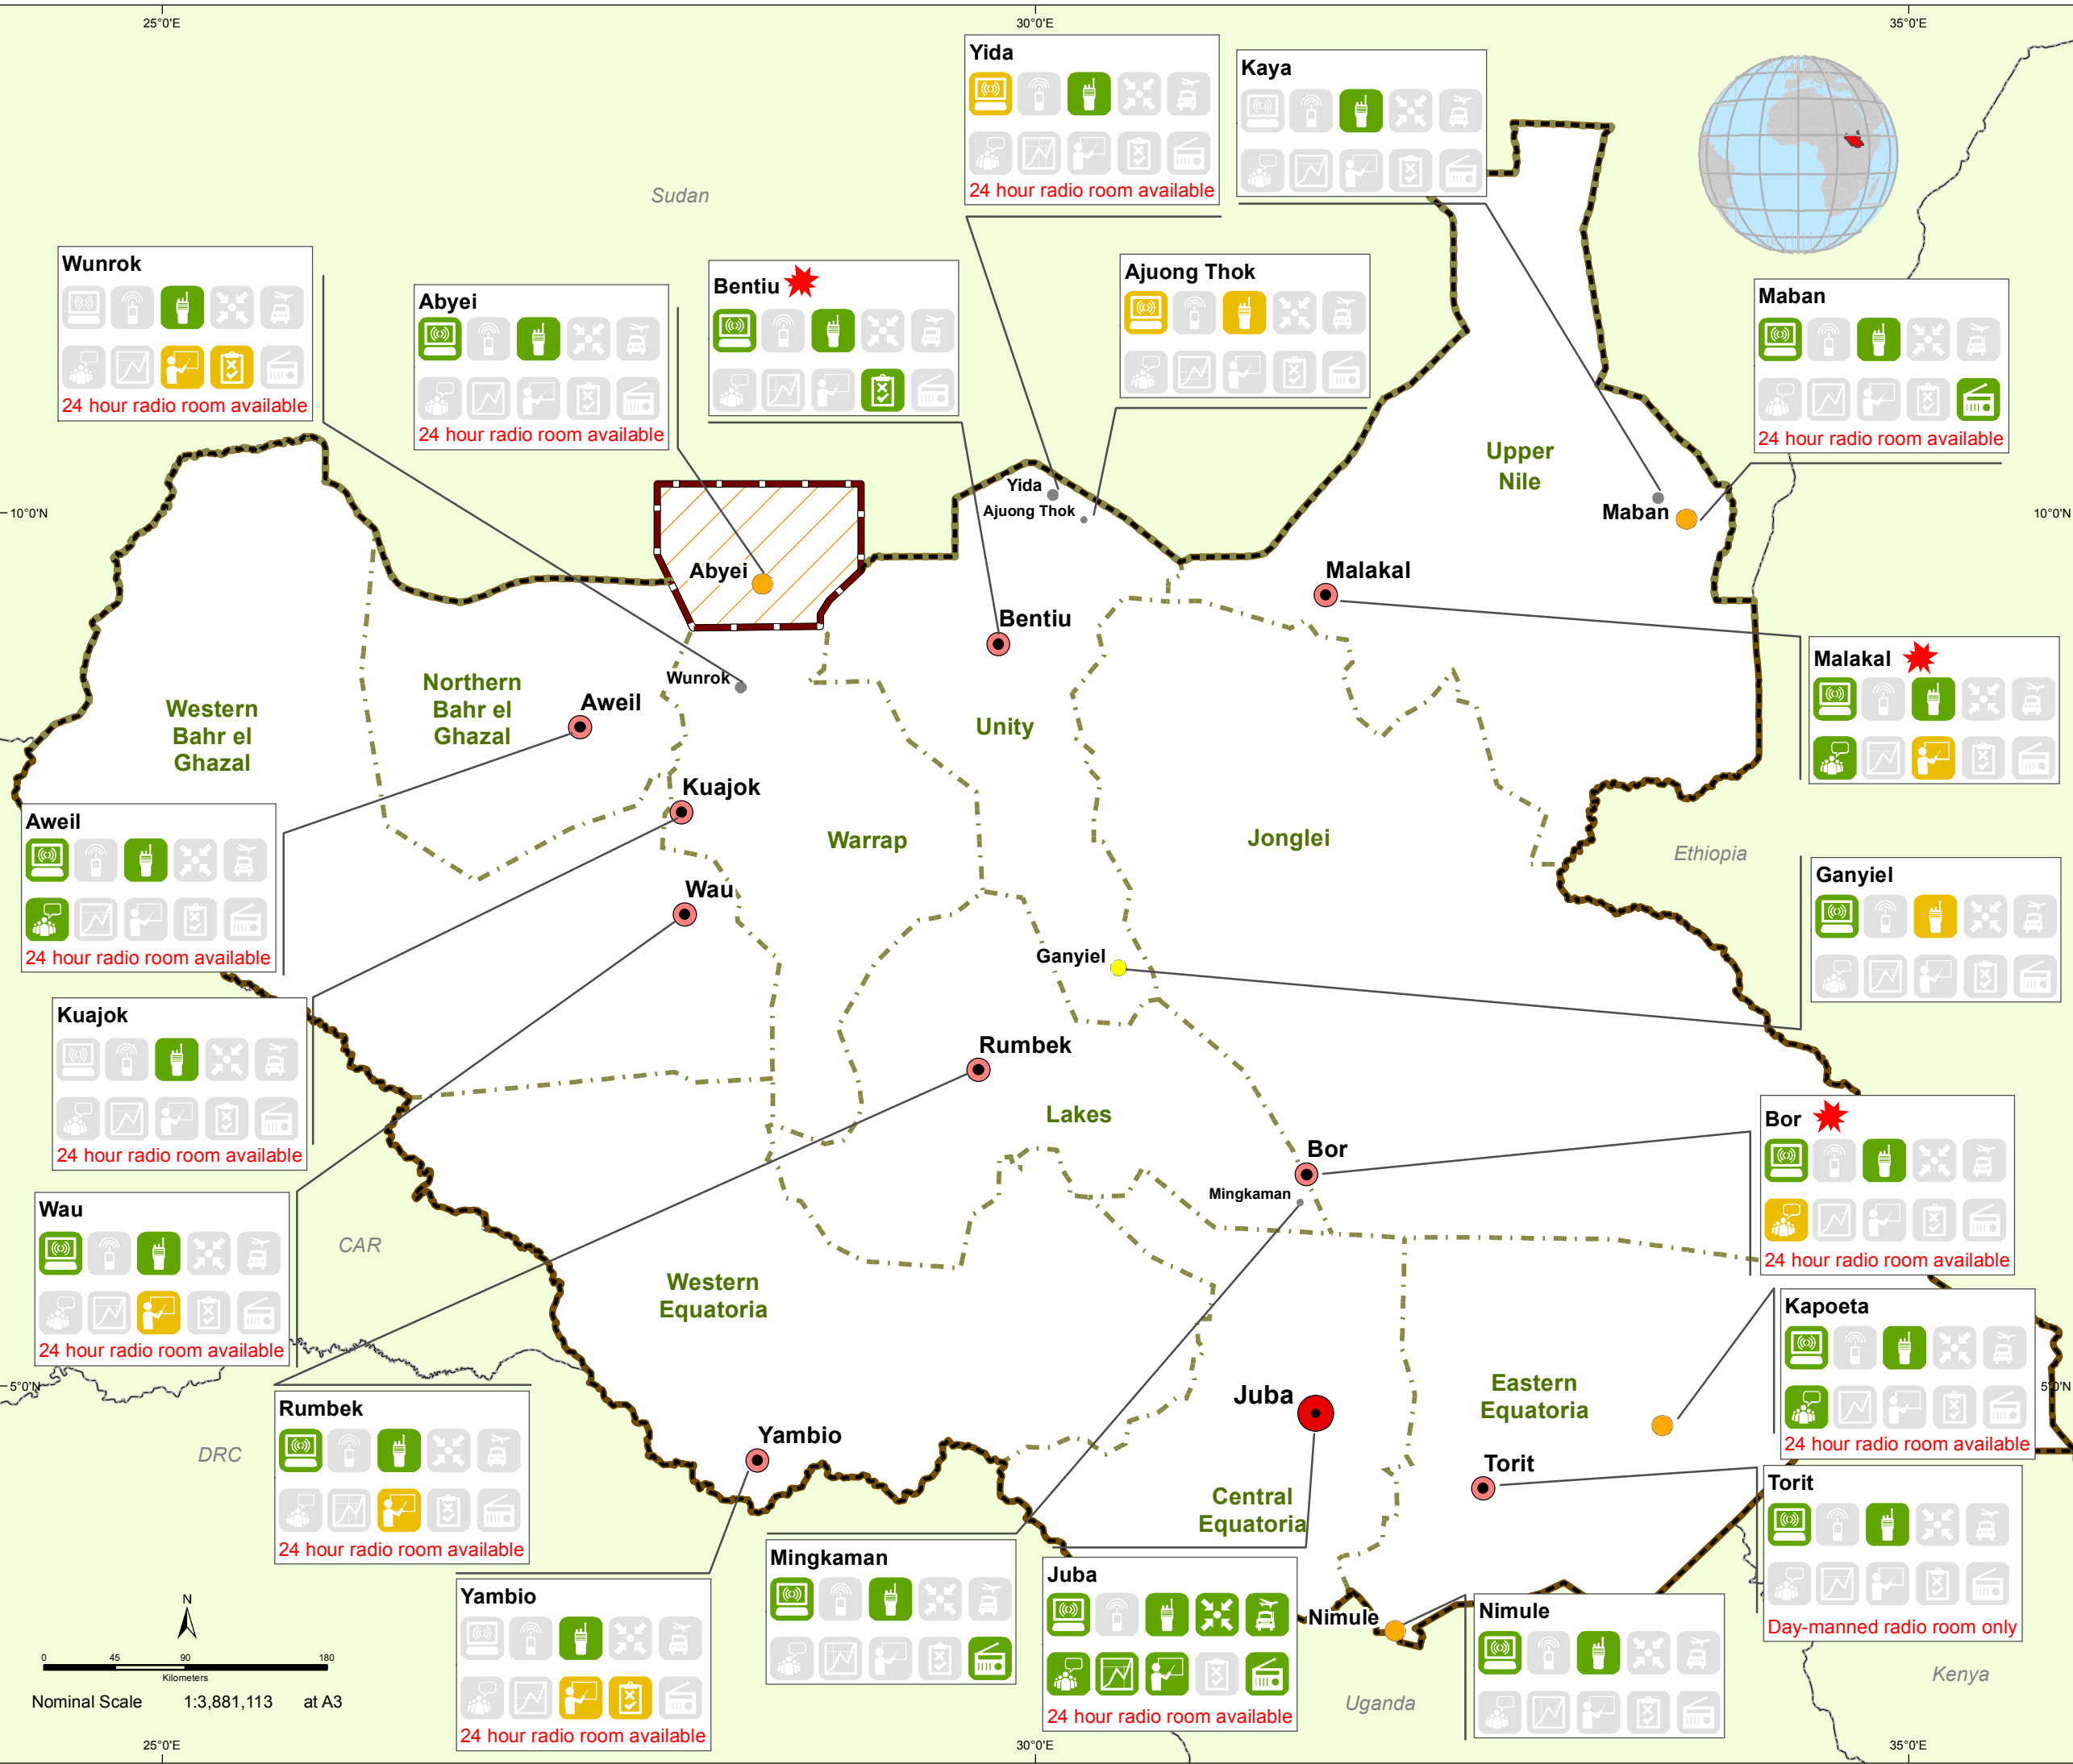 25°0'E
30°0'E
35°0'E
Yida
24 hour radio room available
Kaya
Sudan
Wunrok
24 hour radio room available
Abyei
24 hour radio room available
Bentiu
Ajuong Thok
Maban
24 hour radio room available
Upper
Nile
10°0'N
10°0'N
Yida
Ajuong Thok
Maban
Abyei
Malakal
Bentiu
Wunrok
Malakal
Western
Bahr el
Ghazal
Northern
Bahr el
Ghazal
Aweil
Unity
Kuajok
Warrap
Jonglei
Ethiopia
Aweil
24 hour radio room available
Wau
Ganyiel
Ganyiel
Kuajok
24 hour radio room available
Rumbek
Lakes
Bor
Mingkaman
Bor
24 hour radio room available
Wau
24 hour radio room available
CAR
Western
Equatoria
Kapoeta
24 hour radio room available
5°0'N
5°0'N
Juba
Eastern
Equatoria
Rumbek
24 hour radio room available
DRC
Yambio
Torit
Central
Equatoria
Torit
Day-manned radio room only
Mingkaman
Juba
24 hour radio room available
Yambio
24 hour radio room available
Nimule
Nimule
Uganda
Kenya
N
0 45 90 180
Kilometers
Nominal Scale 1:3,881,113 at A3
25°0'E
30°0'E
35°0'E